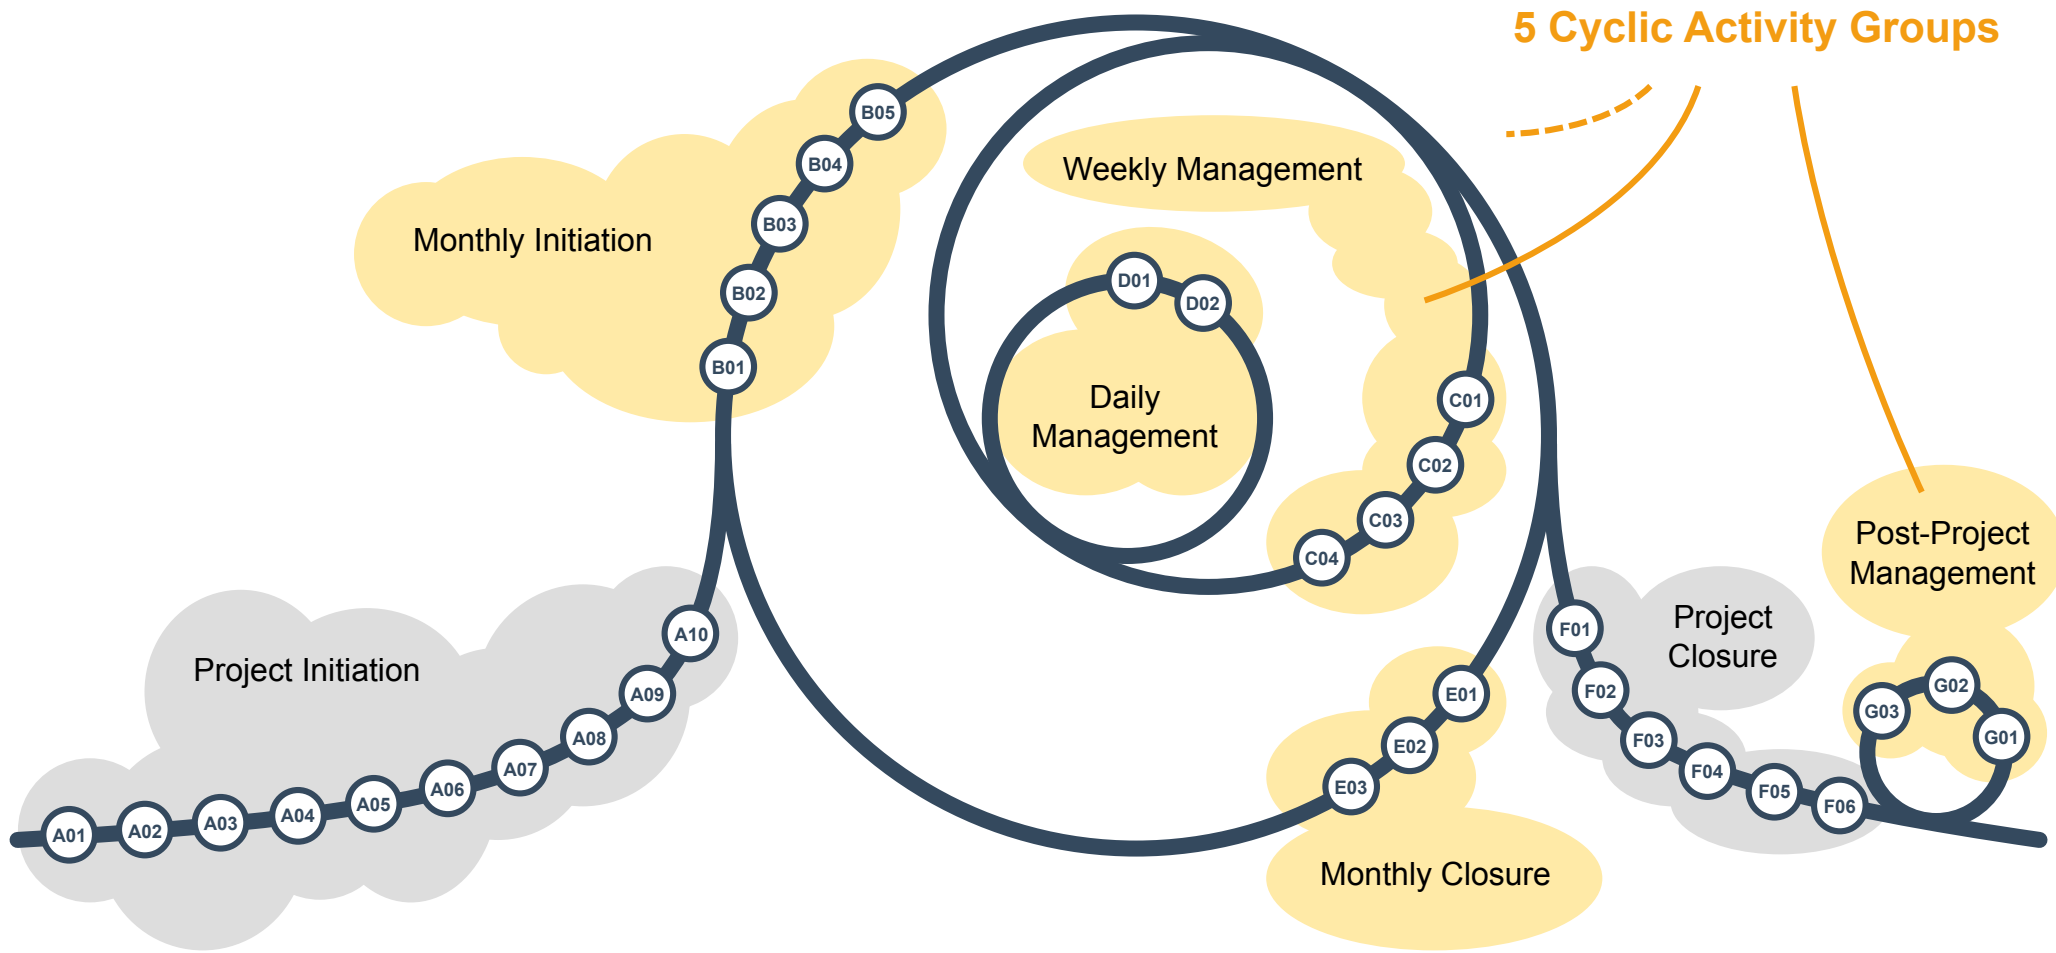 5 Cyclic Activity Groups
Monthly Initiation
B01
B02
B03
B04
B05
Weekly Management
C01
C02
C03
C04
Daily
Management
D01
D02
Project Initiation
A01
A02
A03
A04
A05
A06
A07
A08
A09
A10
Monthly Closure
E01
E02
E03
Project
Closure
F01
F02
F03
F04
F05
F06
Post-Project
Management
G01
G02
G03